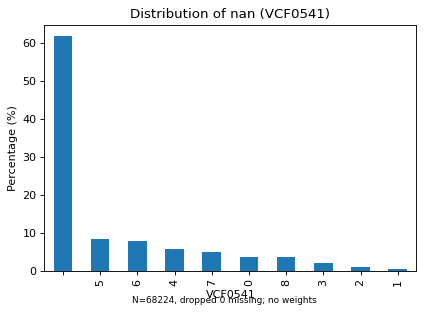 Distribution of nan (VCF0541)
Percentage (%)
60
50
40
30
20
10
0
5 6 4 7 0 8 3 2 1
VCF0541
N=68224, dropped 0 missing; no weights